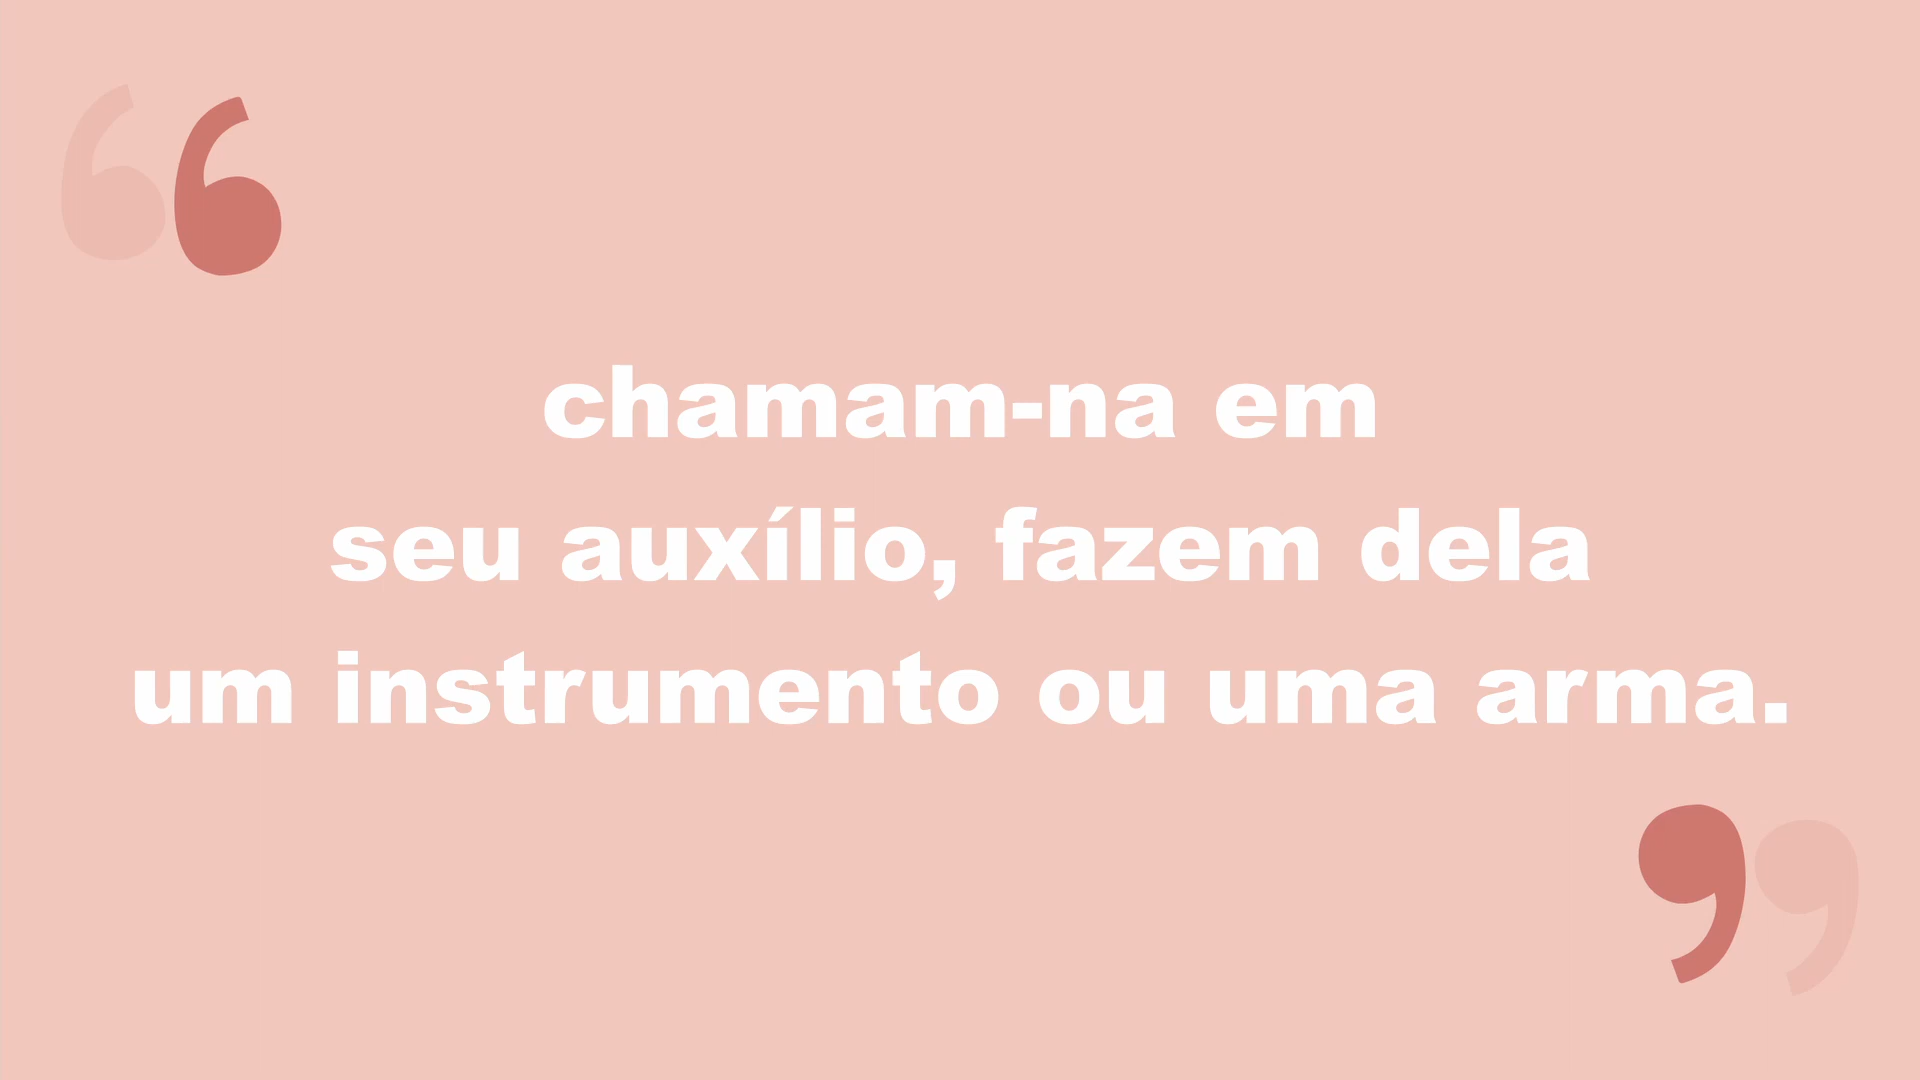 chamam-na em
seu auxílio, fazem dela
um instrumento ou uma arma.